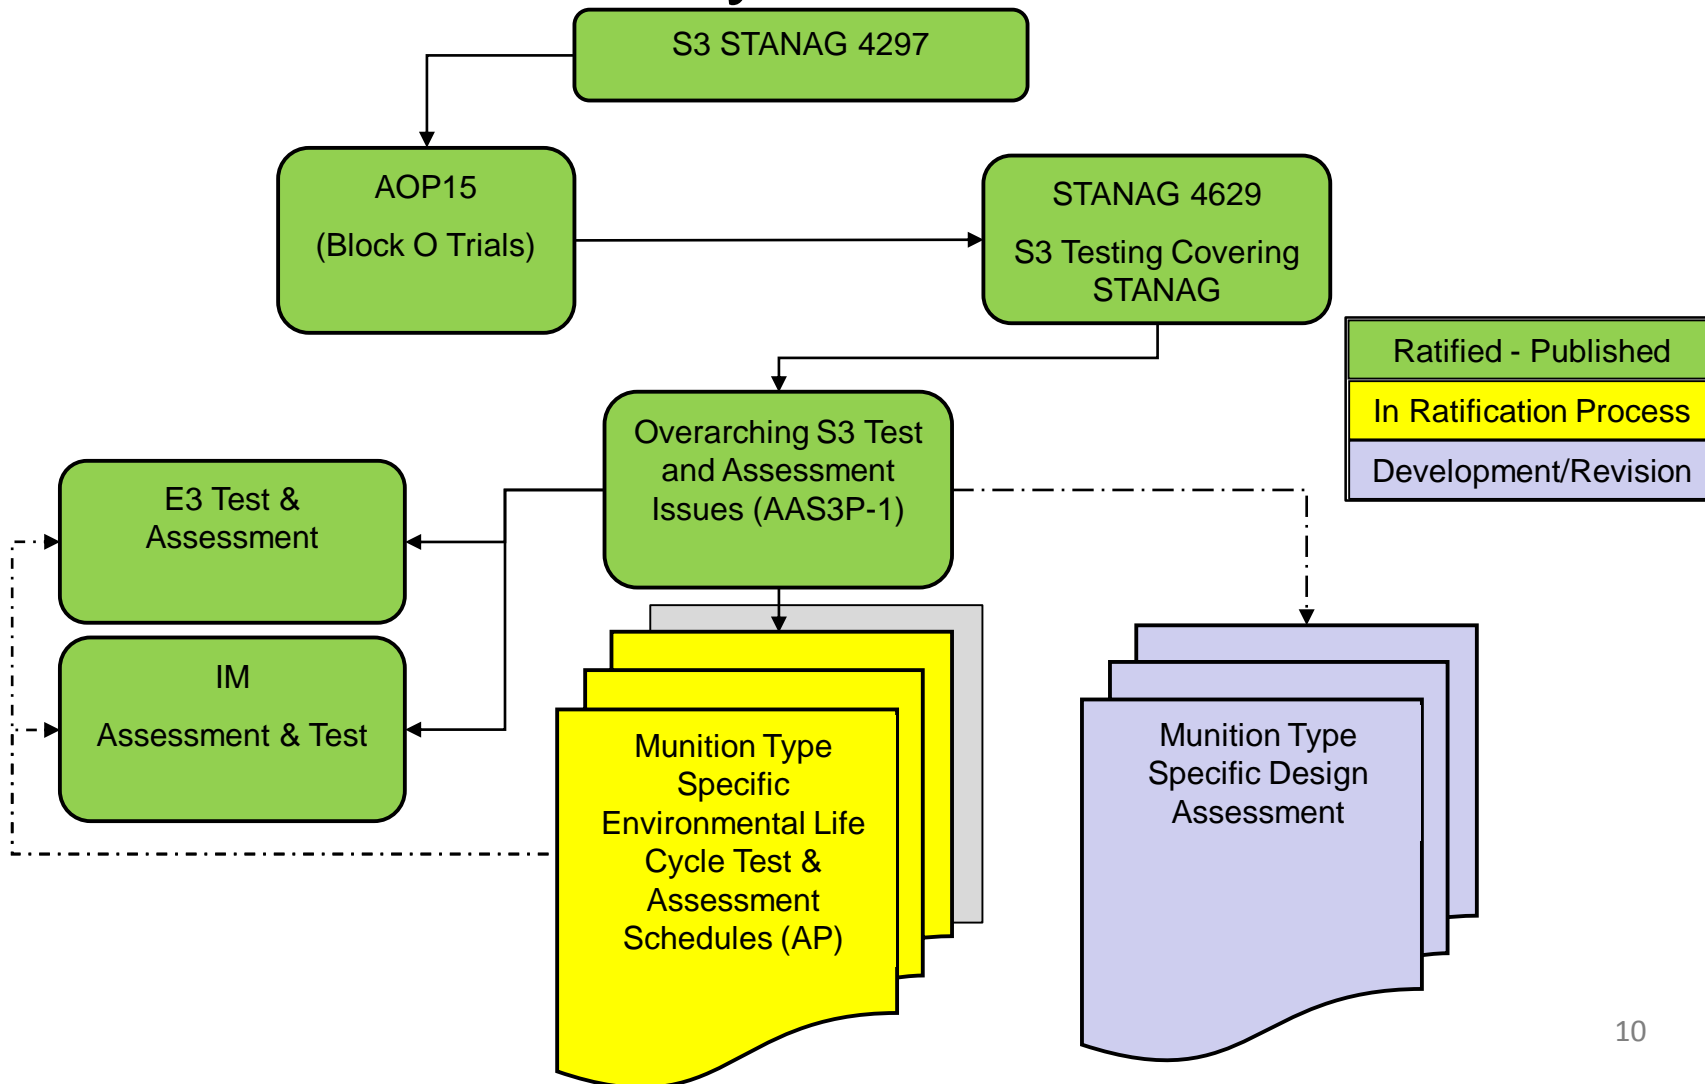 S3 STANAG 4297
AOP15
(Block O Trials)
STANAG 4629
S3 Testing Covering
STANAG
Ratified - Published
In Ratification Process
Development/Revision
Overarching S3 Test
and Assessment
Issues (AAS3P-1)
E3 Test &
Assessment
IM
Assessment & Test
Munition Type
Specific
Environmental Life
Cycle Test &
Assessment
Schedules (AP)
Munition Type
Specific Design
Assessment
10